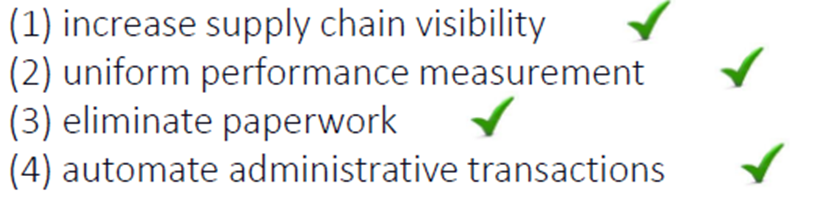 (1) increase supply chain visibility
(2) uniform performance measurement
(3) eliminate paperwork
(4) automate administrative transactions